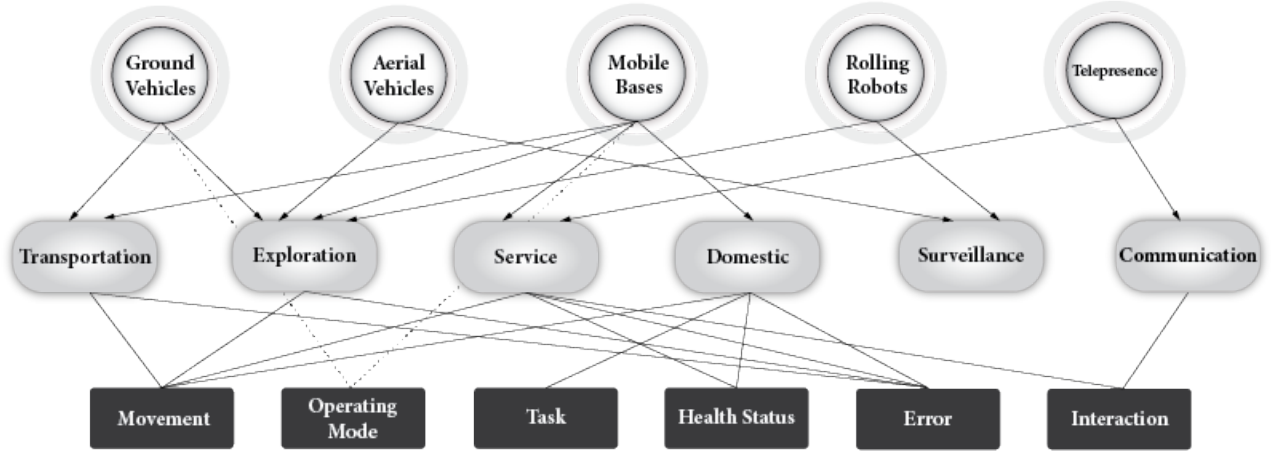 Ground
Vehicles
Aerial
Vehicles
Mobile
Bases
Rolling
Robots
Telepresence
Transportation
Exploration
Service
Domestic
Surveillance
Communication
Movement
Operating
Mode
Task
Health Status
Error
Interaction